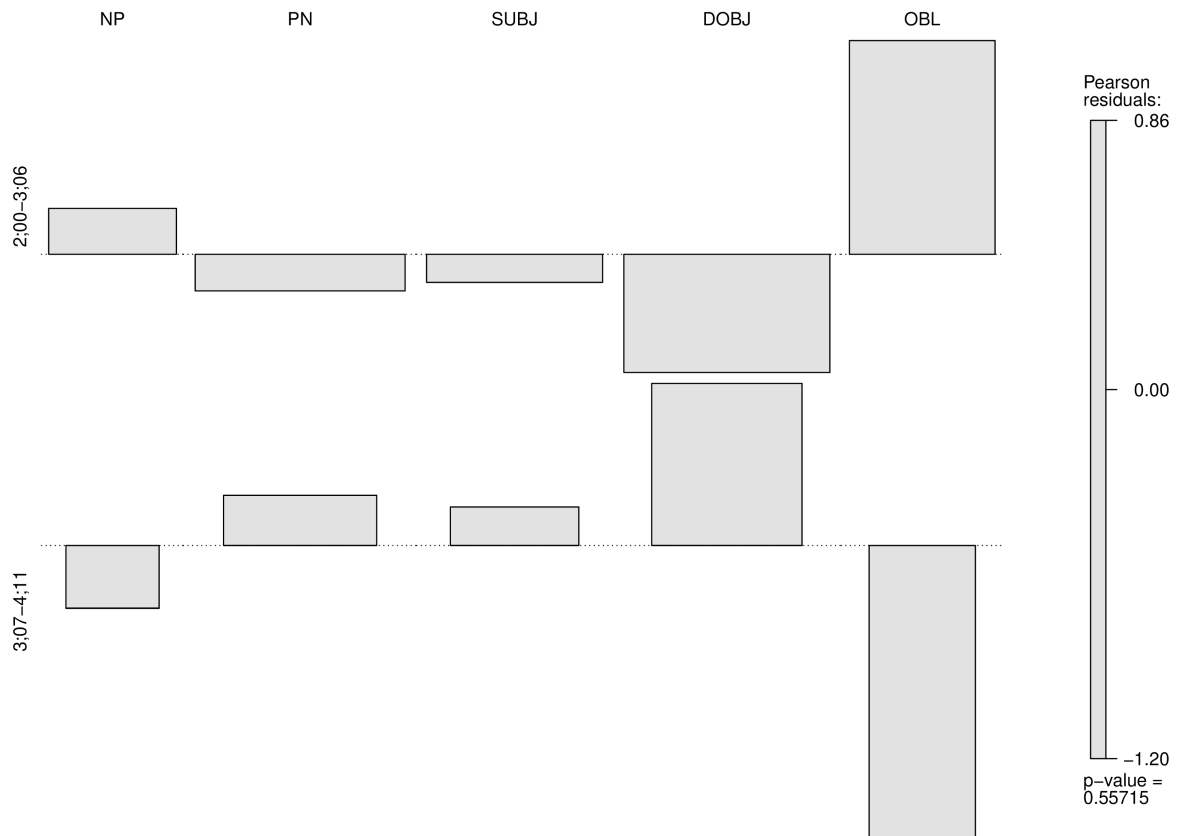 NP PN SUBJ DOBJ OBL
2;00−3;06
3;07−4;11
Pearson
residuals:
0.86
0.00
−1.20
p−value =
0.55715